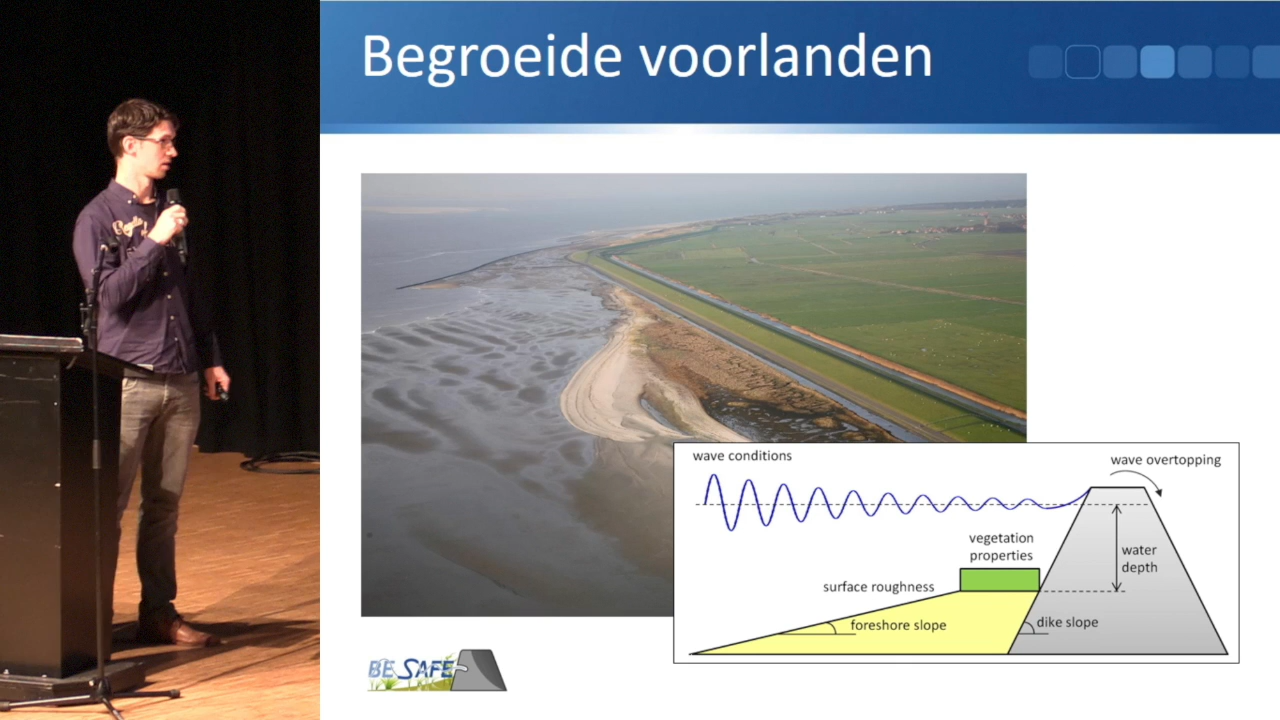 Begroeide voorlanden
wave conditions
wave overtopping
vegetation
properties
water
depth
surface roughness
foreshore slope
dike slope
BE SAFE